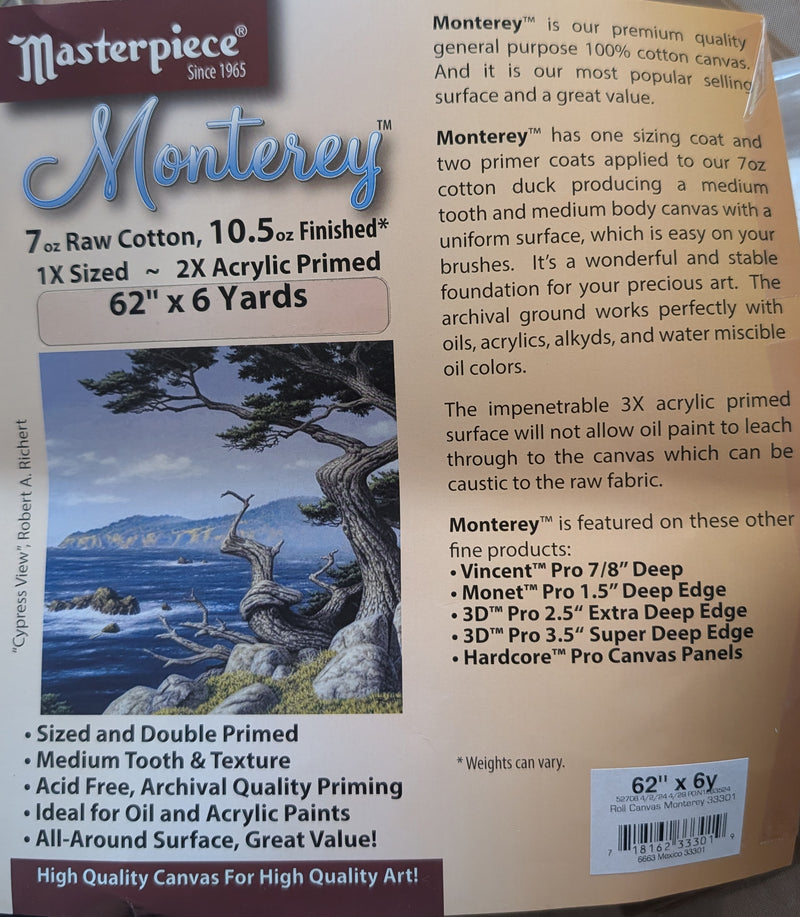 Masterpiece®
Since 1965
Monterey™
7oz Raw Cotton, 10.5oz Finished*
1X Sized ~ 2X Acrylic Primed
62" x 6 Yards
"Cypress View", Robert A. Richert
• Sized and Double Primed
• Medium Tooth & Texture
• Acid Free, Archival Quality Priming
• Ideal for Oil and Acrylic Paints
• All-Around Surface, Great Value!
High Quality Canvas For High Quality Art!
Monterey™ is our premium quality
general purpose 100% cotton canvas.
And it is our most popular selling
surface and a great value.
Monterey™ has one sizing coat and
two primer coats applied to our 7oz
cotton duck producing a medium
tooth and medium body canvas with a
uniform surface, which is easy on your
brushes. It's a wonderful and stable
foundation for your precious art. The
archival ground works perfectly with
oils, acrylics, alkyds, and water miscible
oil colors.
The impenetrable 3X acrylic primed
surface will not allow oil paint to leach
through to the canvas which can be
caustic to the raw fabric.
Monterey™ is featured on these other
fine products:
• Vincent™ Pro 7/8" Deep
• Monet™ Pro 1.5" Deep Edge
• 3D™ Pro 2.5" Extra Deep Edge
• 3D™ Pro 3.5" Super Deep Edge
• Hardcore™ Pro Canvas Panels
* Weights can vary.
62" x 6y
Roll Canvas Monterey 33301
7 18162 33301 9
6663 Mexico 33301